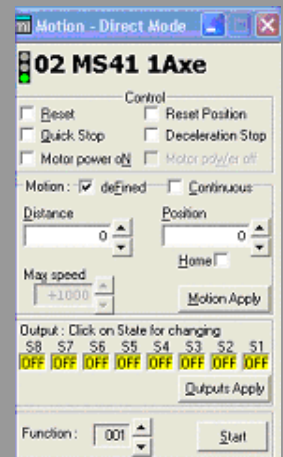 Motion - Direct Mode
02 MS41 1Axe
Control
Reset Reset Position
Quick Stop Deceleration Stop
Motor power oN Motor poWer off
Motion : deFined Continuous
Distance Position
0 0
Home
Max speed
+1000 Motion Apply
Output : Click on State for changing
S8 S7 S6 S5 S4 S3 S2 S1
OFF OFF OFF OFF OFF OFF OFF OFF
Outputs Apply
Function : 001 Start